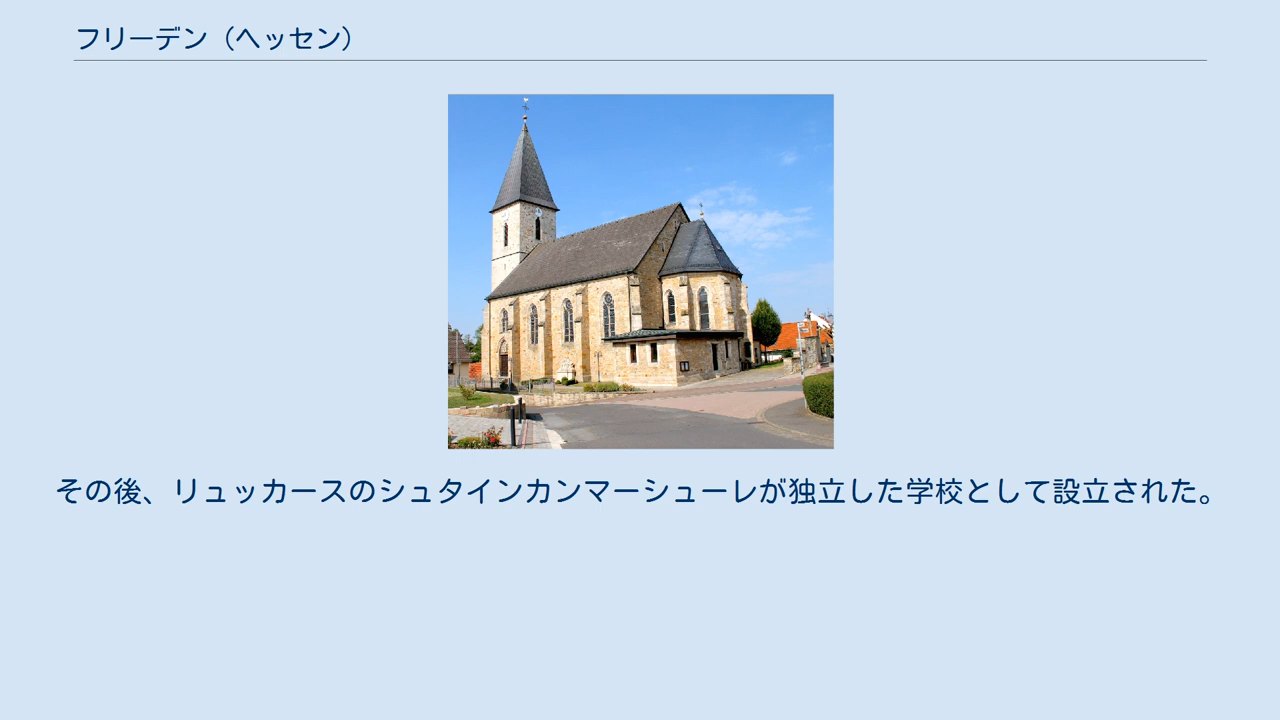 フリーデン（ヘッセン）
その後、リュッカースのシュタインカンマーシューレが独立した学校として設立された。